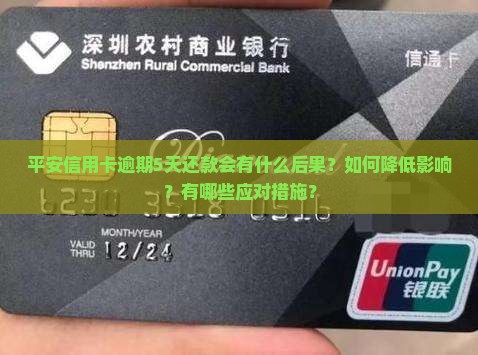 深圳农村商业银行
Shenzhen Rural Commercial Bank
信通卡
平安信用卡逾期5天还款会有什么后果?如何降低影响
?有哪些应对措施?
MONTH/YEAR
VALID
THRU
12/24
UnionPay
银联